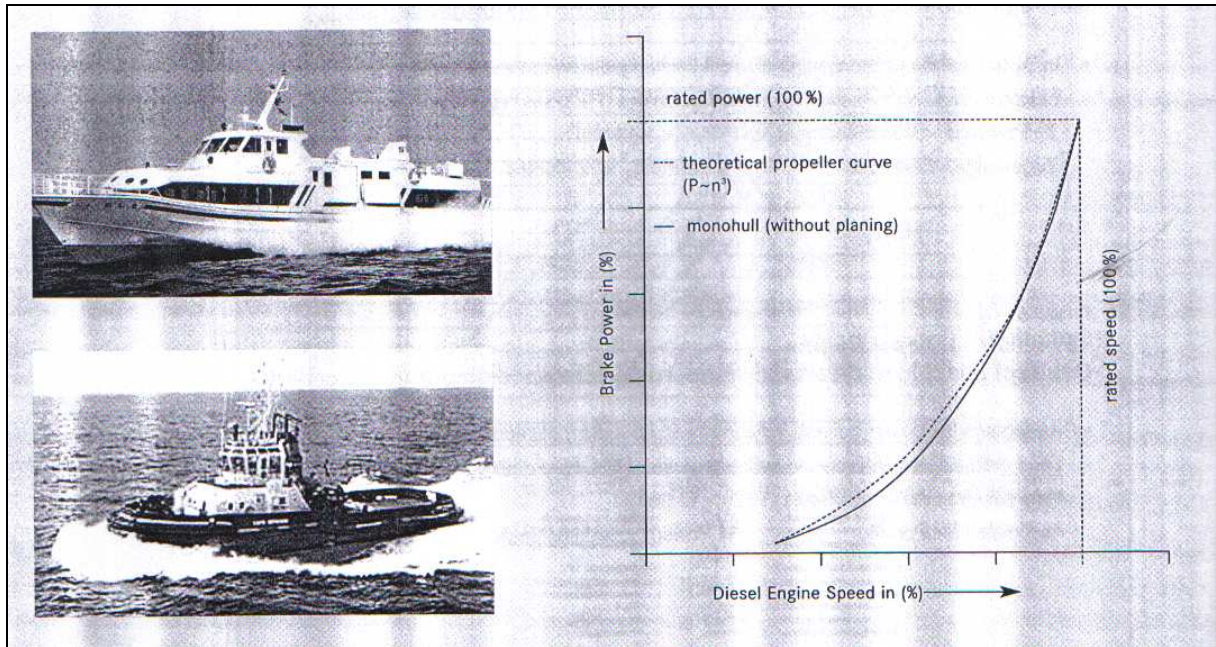 rated power (100%)
theoretical propeller curve
(P~n³)
monohull (without planing)
Brake Power in (%)
rated speed (100%)
Diesel Engine Speed in (%)